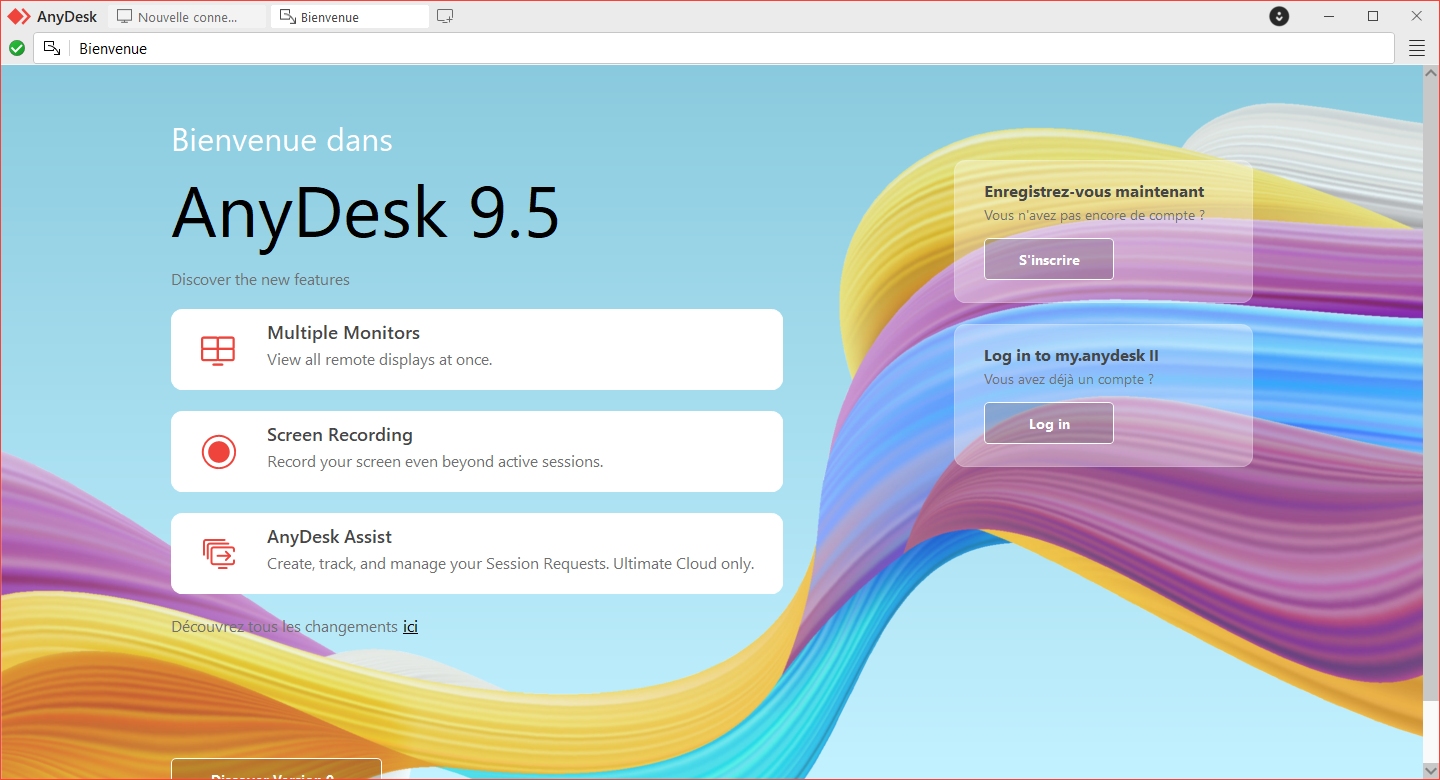 AnyDesk
Nouvelle conne...
Bienvenue
Bienvenue
Bienvenue dans
AnyDesk 9.5
Discover the new features
Multiple Monitors
View all remote displays at once.
Screen Recording
Record your screen even beyond active sessions.
AnyDesk Assist
Create, track, and manage your Session Requests. Ultimate Cloud only.
Découvrez tous les changements ici
Discover Version 9
Enregistrez-vous maintenant
Vous n'avez pas encore de compte ?
S'inscrire
Log in to my.anydesk II
Vous avez déjà un compte ?
Log in